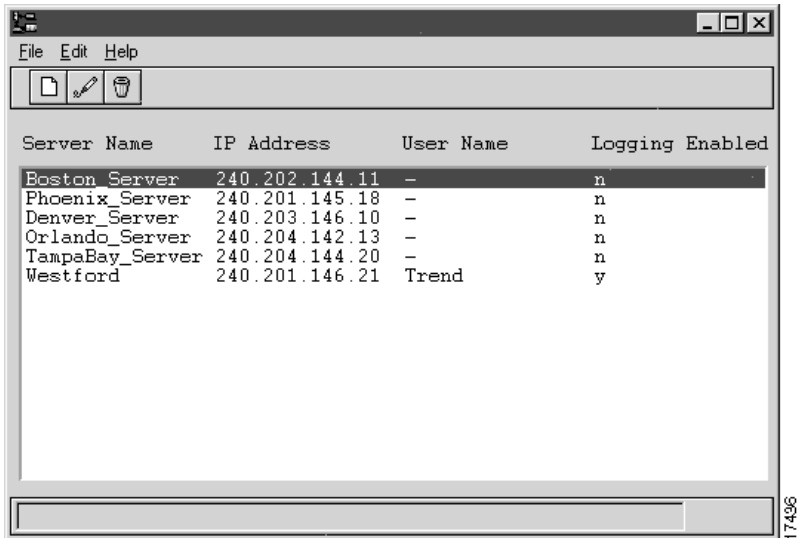 File Edit Help
Server Name IP Address User Name Logging Enabled
Boston_Server 240.202.144.11 – n
Phoenix_Server 240.201.145.18 – n
Denver_Server 240.203.146.10 – n
Orlando_Server 240.204.142.13 – n
TampaBay_Server 240.204.144.20 – n
Westford 240.201.146.21 Trend y
17496